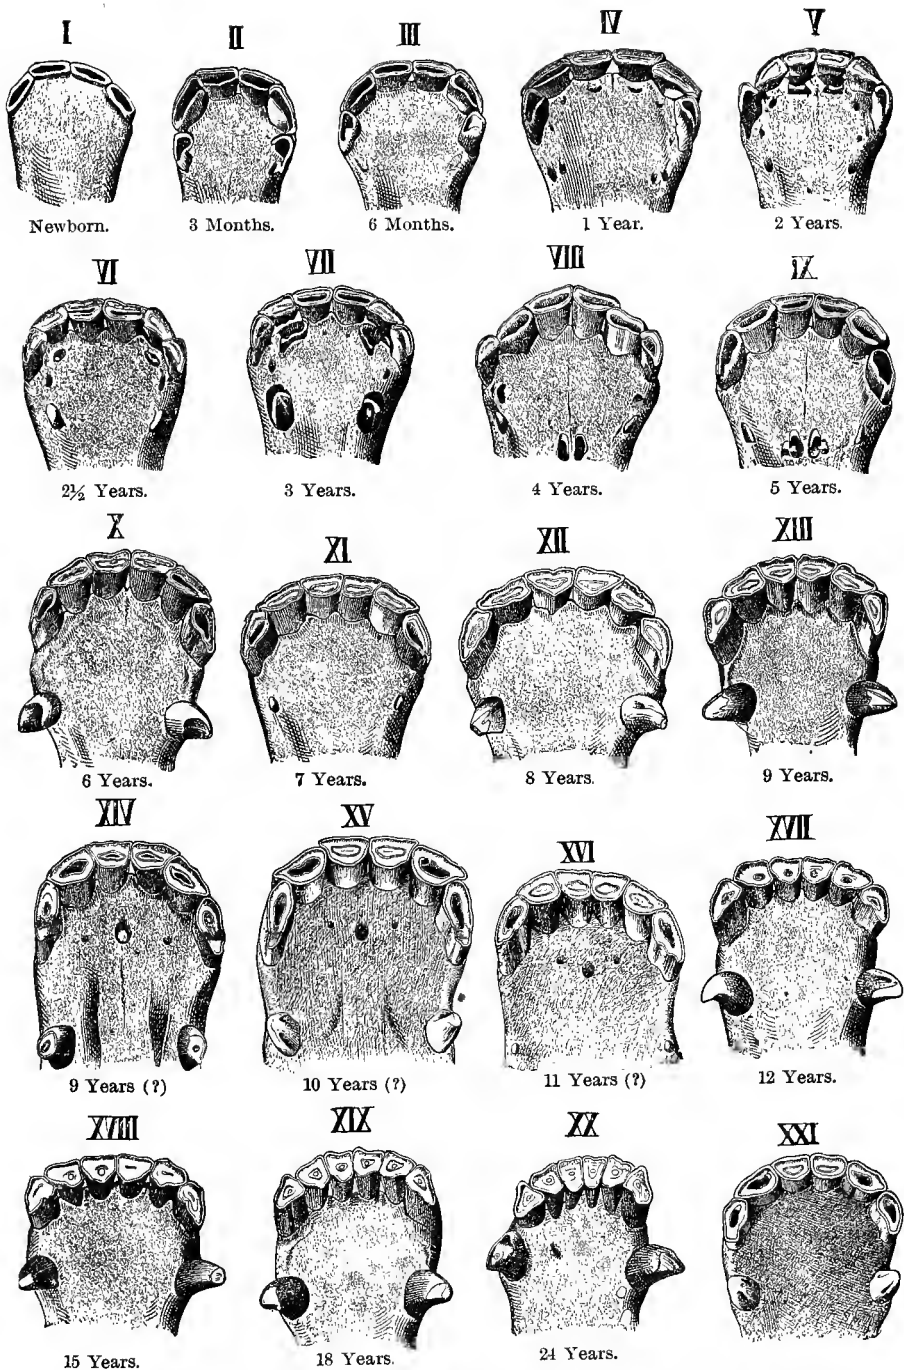 I II III IV V
Newborn. 3 Months. 6 Months. 1 Year. 2 Years.
VI VII VIII IX
2½ Years. 3 Years. 4 Years. 5 Years.
X XI XII XIII
6 Years. 7 Years. 8 Years. 9 Years.
XIV XV XVI XVII
9 Years (?) 10 Years (?) 11 Years (?) 12 Years.
XVIII XIX XX XXI
15 Years. 18 Years. 24 Years.